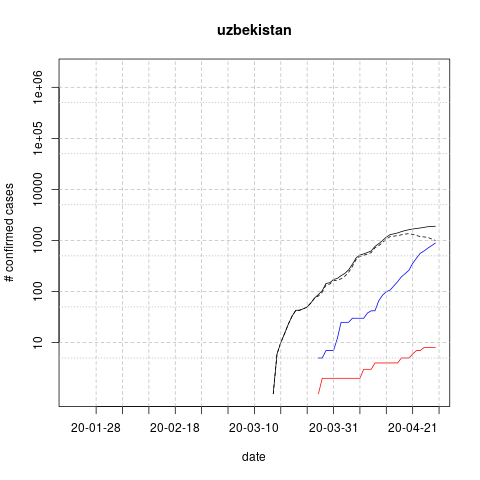 uzbekistan
# confirmed cases
1e+06
1e+05
10000
1000
100
10
20-01-28
20-02-18
20-03-10
20-03-31
20-04-21
date